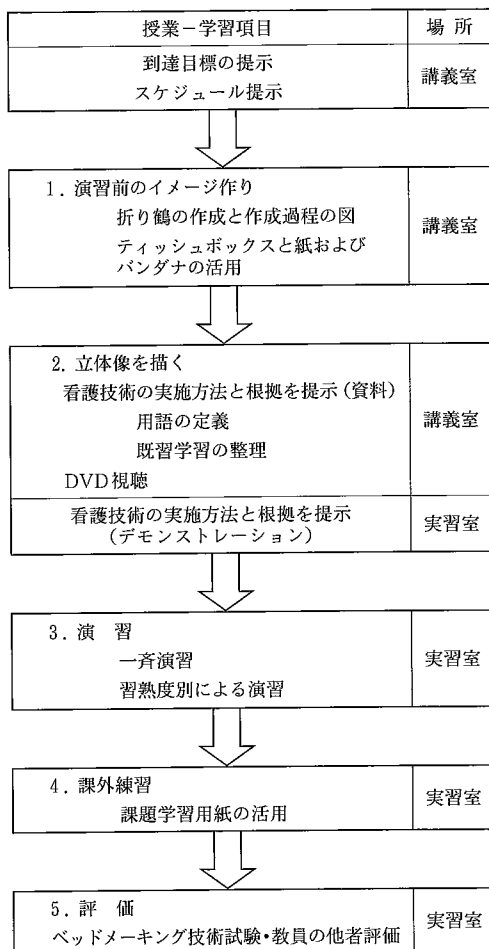 授業－学習項目 場所
到達目標の提示
スケジュール提示
講義室
1．演習前のイメージ作り
折り鶴の作成と作成過程の図
ティッシュボックスと紙および
バンダナの活用
講義室
2．立体像を描く
看護技術の実施方法と根拠を提示(資料)
用語の定義
既習学習の整理
DVD視聴
講義室
看護技術の実施方法と根拠を提示
(デモンストレーション)
実習室
3．演 習
一斉演習
習熟度別による演習
実習室
4．課外練習
課題学習用紙の活用
実習室
5．評 価
ベッドメーキング技術試験・教員の他者評価
実習室